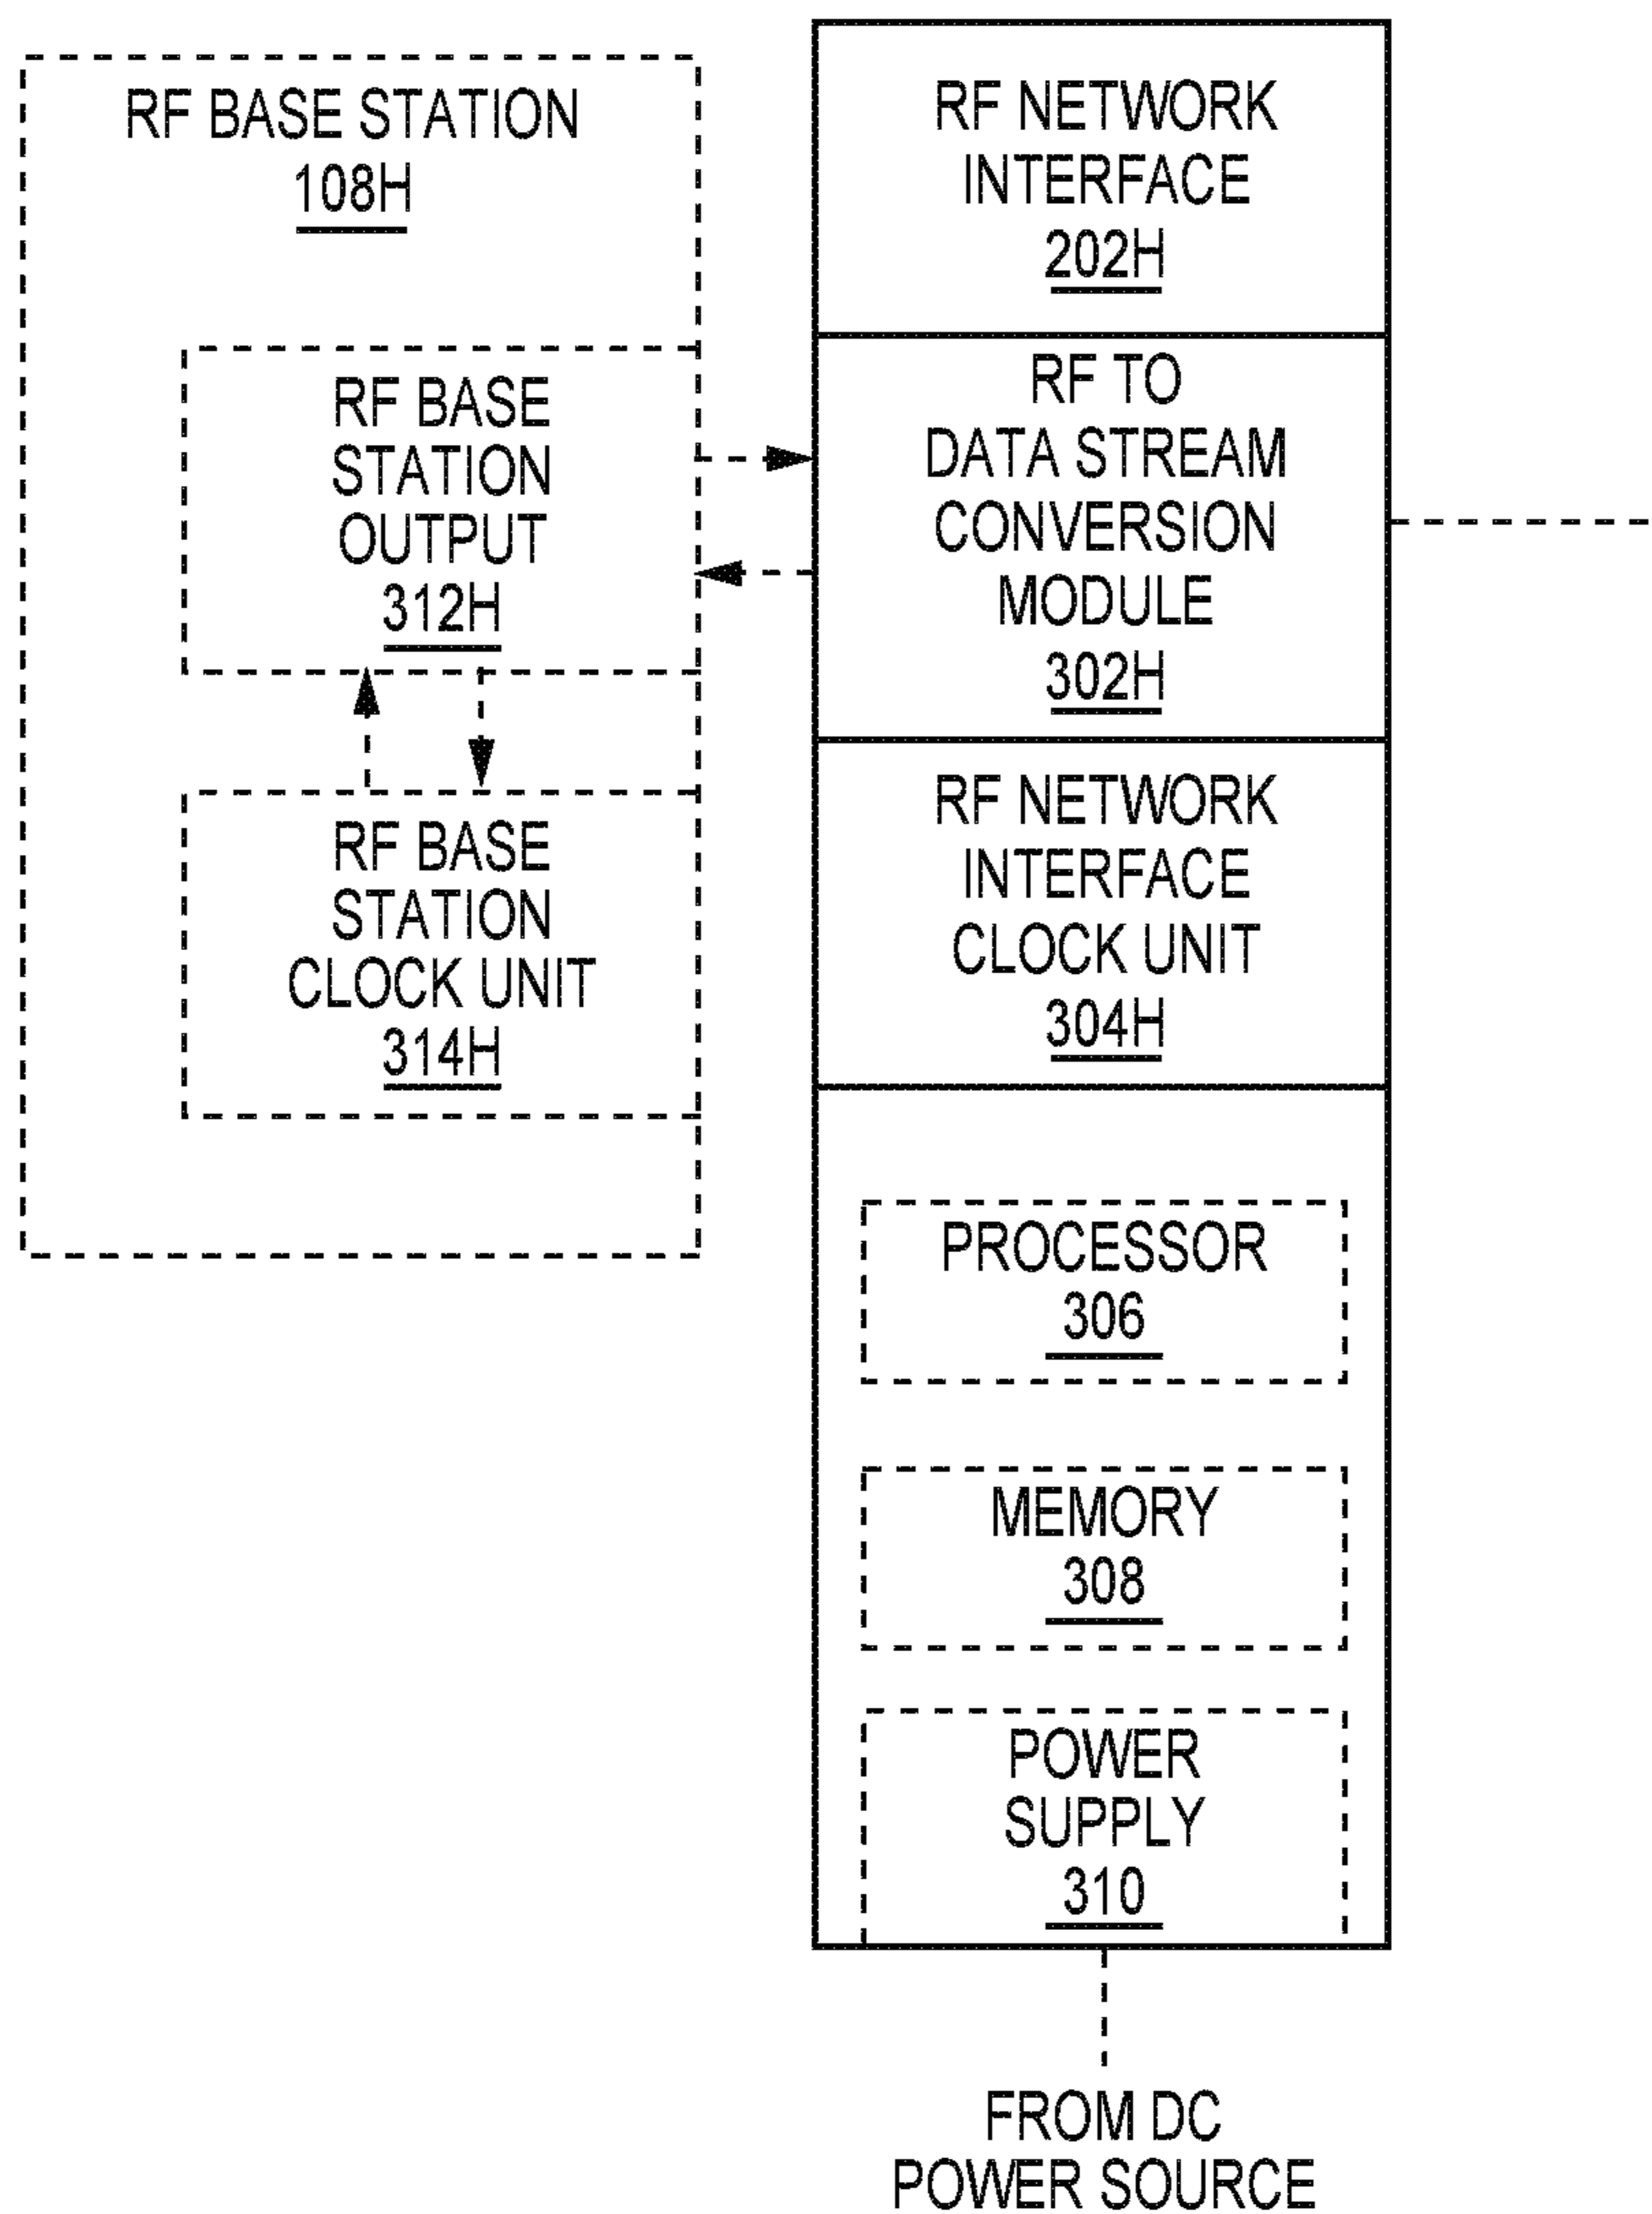 RF BASE STATION
108H
RF BASE
STATION
OUTPUT
312H
RF BASE
STATION
CLOCK UNIT
314H
RF NETWORK
INTERFACE
202H
RF TO
DATA STREAM
CONVERSION
MODULE
302H
RF NETWORK
INTERFACE
CLOCK UNIT
304H
PROCESSOR
306
MEMORY
308
POWER
SUPPLY
310
FROM DC
POWER SOURCE